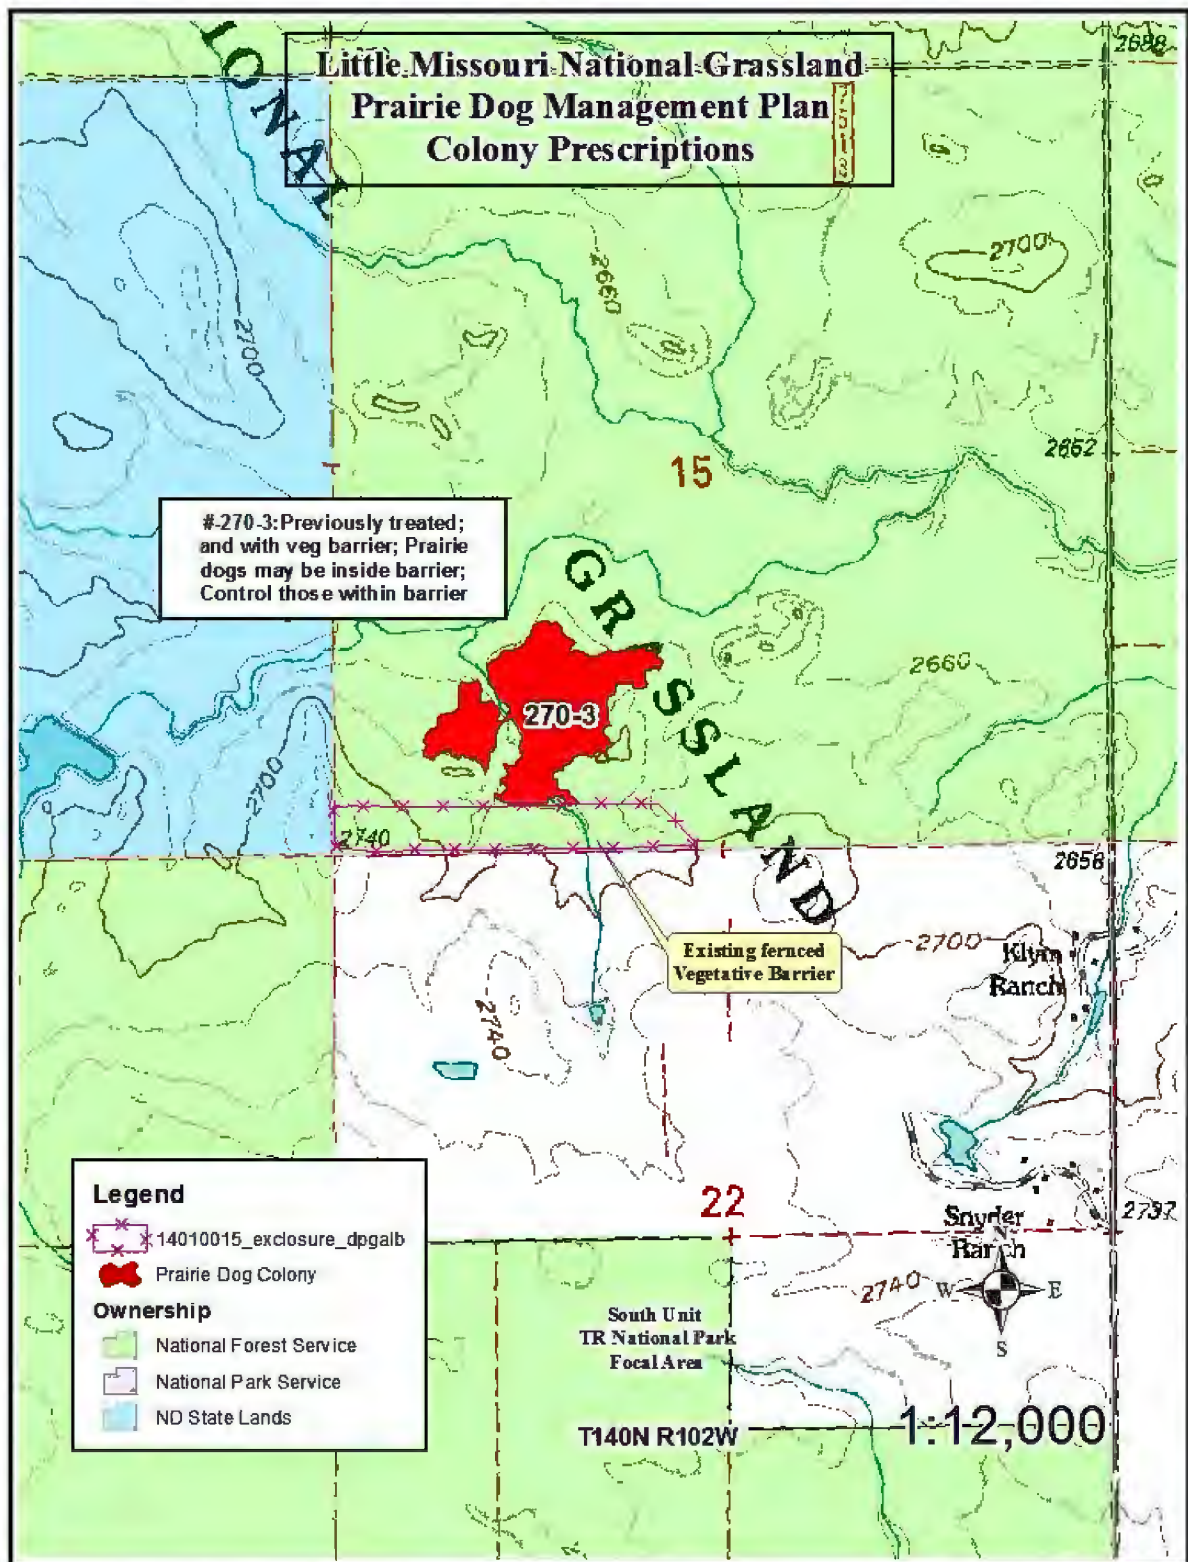 IONAL
2688
Little Missouri National Grassland
Prairie Dog Management Plan
Colony Prescriptions
2700
2660
2700
2652
15
#-270-3:Previously treated;
and with veg barrier; Prairie
dogs may be inside barrier;
Control those within barrier
GRASSLAND
2660
270-3
2700
2740
2658
Existing fernced
Vegetative Barrier
2700
Klym
Ranch
2740
22
2737
Snyder
Ranch
Legend
14010015_exclosure_dpgalb
Prairie Dog Colony
Ownership
National Forest Service
National Park Service
ND State Lands
N
W
E
S
2740
South Unit
TR National Park
Focal Area
T140N R102W
1:12,000